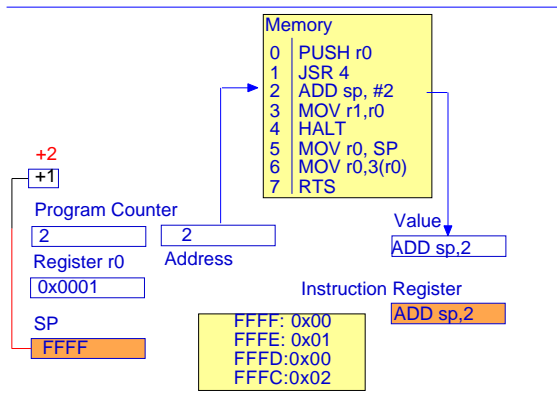 Memory
0 PUSH r0
1 JSR 4
2 ADD sp, #2
3 MOV r1,r0
4 HALT
5 MOV r0, SP
6 MOV r0,3(r0)
7 RTS
+2
+1
Program Counter
2
2
Address
Value
ADD sp,2
Register r0
0x0001
Instruction Register
ADD sp,2
SP
FFFF
FFFF: 0x00
FFFE: 0x01
FFFD:0x00
FFFC:0x02